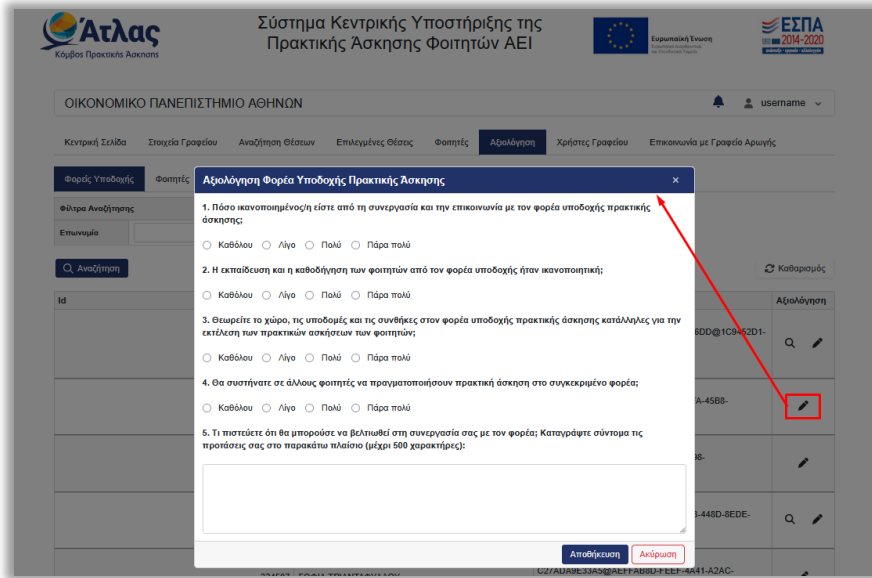 Άτλας
Κόμβος Πρακτικής Άσκησης
Σύστημα Κεντρικής Υποστήριξης της
Πρακτικής Άσκησης Φοιτητών ΑΕΙ
Ευρωπαϊκή Ένωση
ΕΣΠΑ
2014-2020
ΟΙΚΟΝΟΜΙΚΟ ΠΑΝΕΠΙΣΤΗΜΙΟ ΑΘΗΝΩΝ
username
Κεντρική Σελίδα Στοιχεία Γραφείου Αναζήτηση Θέσεων Επιλεγμένες Θέσεις Φοιτητές Αξιολόγηση Χρήστες Γραφείου Επικοινωνία με Γραφείο Αρωγής
Φορείς Υποδοχής Φοιτητές
Αξιολόγηση Φορέα Υποδοχής Πρακτικής Άσκησης ×
Φίλτρα Αναζήτησης
Επωνυμία
Αναζήτηση
Καθαρισμός
Id
Αξιολόγηση
1. Πόσο ικανοποιημένος/η είστε από τη συνεργασία και την επικοινωνία με τον φορέα υποδοχής πρακτικής
άσκησης;
Καθόλου Λίγο Πολύ Πάρα πολύ
2. Η εκπαίδευση και η καθοδήγηση των φοιτητών από τον φορέα υποδοχής ήταν ικανοποιητική;
Καθόλου Λίγο Πολύ Πάρα πολύ
3. Θεωρείτε το χώρο, τις υποδομές και τις συνθήκες στον φορέα υποδοχής πρακτικής άσκησης κατάλληλες για την
εκτέλεση των πρακτικών ασκήσεων των φοιτητών;
Καθόλου Λίγο Πολύ Πάρα πολύ
4. Θα συστήνατε σε άλλους φοιτητές να πραγματοποιήσουν πρακτική άσκηση στο συγκεκριμένο φορέα;
Καθόλου Λίγο Πολύ Πάρα πολύ
5. Τι πιστεύετε ότι θα μπορούσε να βελτιωθεί στη συνεργασία σας με τον φορέα; Καταγράψτε σύντομα τις
προτάσεις σας στο παρακάτω πλαίσιο (μέχρι 500 χαρακτήρες):
Αποθήκευση Ακύρωση
6DD@1C9452D1-
A-45B8-
98-
-448D-8EDE-